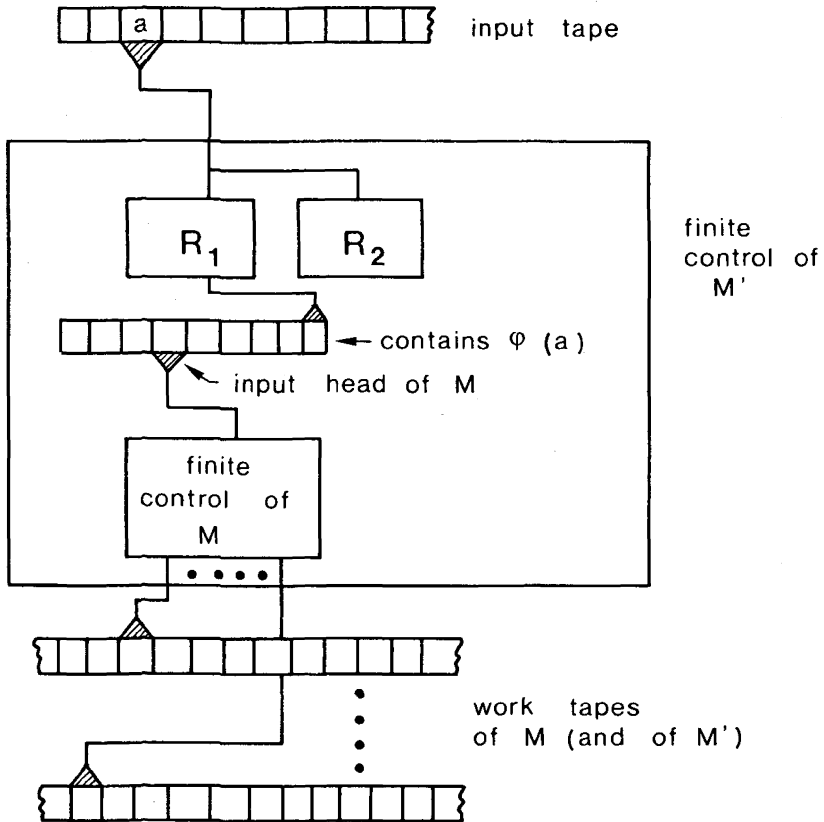 a
input tape
R₁
R₂
finite
control of
M'
contains φ (a)
input head of M
finite
control of
M
work tapes
of M (and of M')